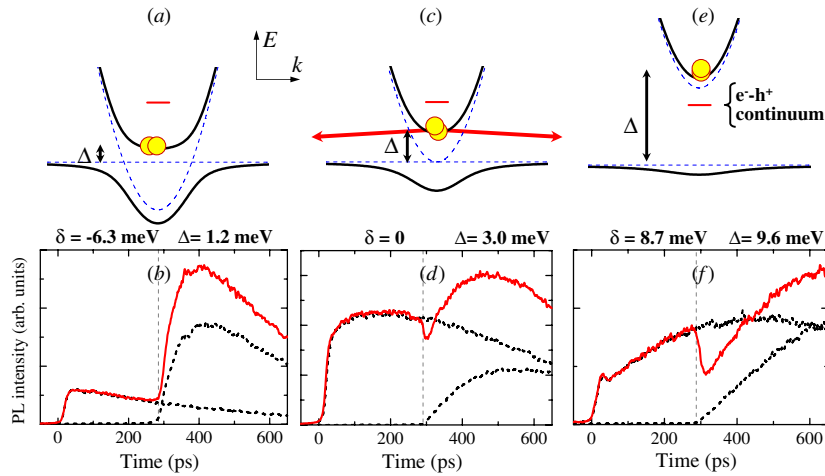 (a)
(c)
(e)
E
k
e⁻-h⁺
continuum
Δ
Δ
Δ
δ = -6.3 meV Δ= 1.2 meV
δ = 0 Δ= 3.0 meV
δ = 8.7 meV Δ= 9.6 meV
(b)
(d)
(f)
PL intensity (arb. units)
0 200 400 600
0 200 400 600
0 200 400 600
Time (ps)
Time (ps)
Time (ps)